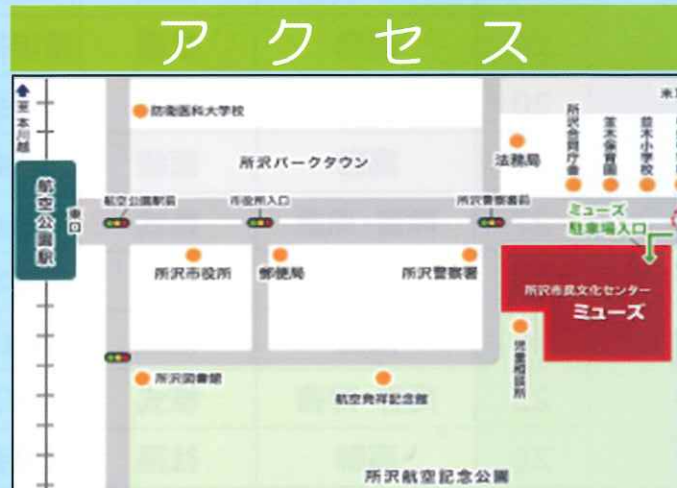 アクセス
至本川越
防衛医科大学校
所沢パークタウン
法務局
所沢合同庁舎
並木保育園
並木小学校
航空公園駅
東口
航空公園駅前
市役所入口
所沢警察署前
ミューズ
駐車場入口
所沢市役所
郵便局
所沢警察署
所沢市民文化センター
ミューズ
児童相談所
所沢図書館
航空発祥記念館
所沢航空記念公園